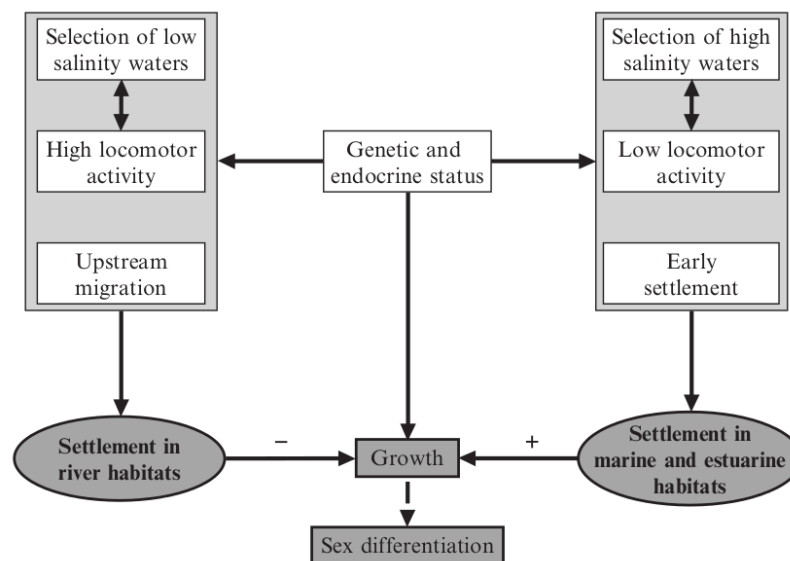 Selection of low
salinity waters
High locomotor
activity
Upstream
migration
Settlement in
river habitats
Genetic and
endocrine status
−
Growth
+
Sex differentiation
Selection of high
salinity waters
Low locomotor
activity
Early
settlement
Settlement in
marine and estuarine
habitats